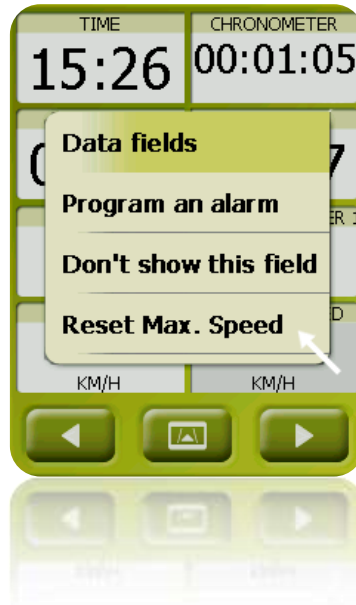 TIME
CHRONOMETER
15:26
00:01:05
Data fields
Program an alarm
Don't show this field
Reset Max. Speed
KM/H
KM/H